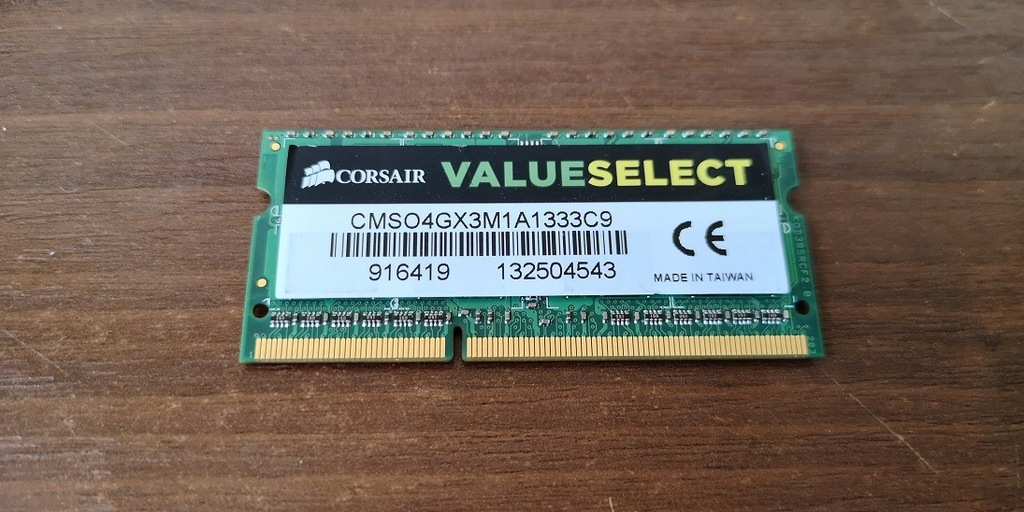 CORSAIR VALUESELECT
CMSO4GX3M1A1333C9
916419 132504543
CE
MADE IN TAIWAN